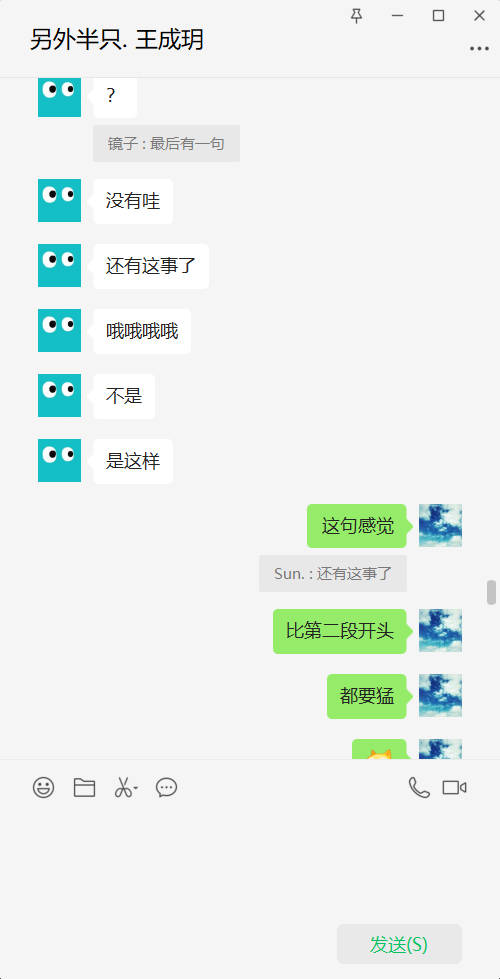 另外半只. 王成玥
?
镜子 : 最后有一句
没有哇
还有这事了
哦哦哦哦
不是
是这样
这句感觉
Sun. : 还有这事了
比第二段开头
都要猛
发送(S)